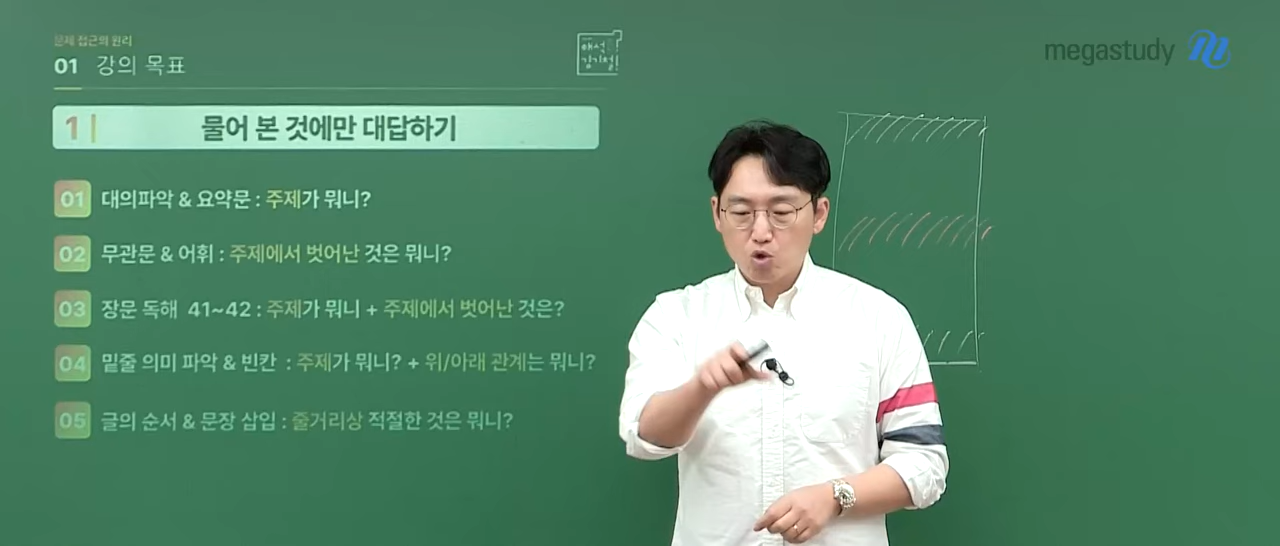 문제 접근의 원리
01 강의 목표
해석은!
김기철!
megastudy
1| 물어 본 것에만 대답하기
01 대의파악 & 요약문 : 주제가 뭐니?
02 무관문 & 어휘 : 주제에서 벗어난 것은 뭐니?
03 장문 독해 41~42 : 주제가 뭐니 + 주제에서 벗어난 것은?
04 밑줄 의미 파악 & 빈칸 : 주제가 뭐니? + 위/아래 관계는 뭐니?
05 글의 순서 & 문장 삽입 : 줄거리상 적절한 것은 뭐니?